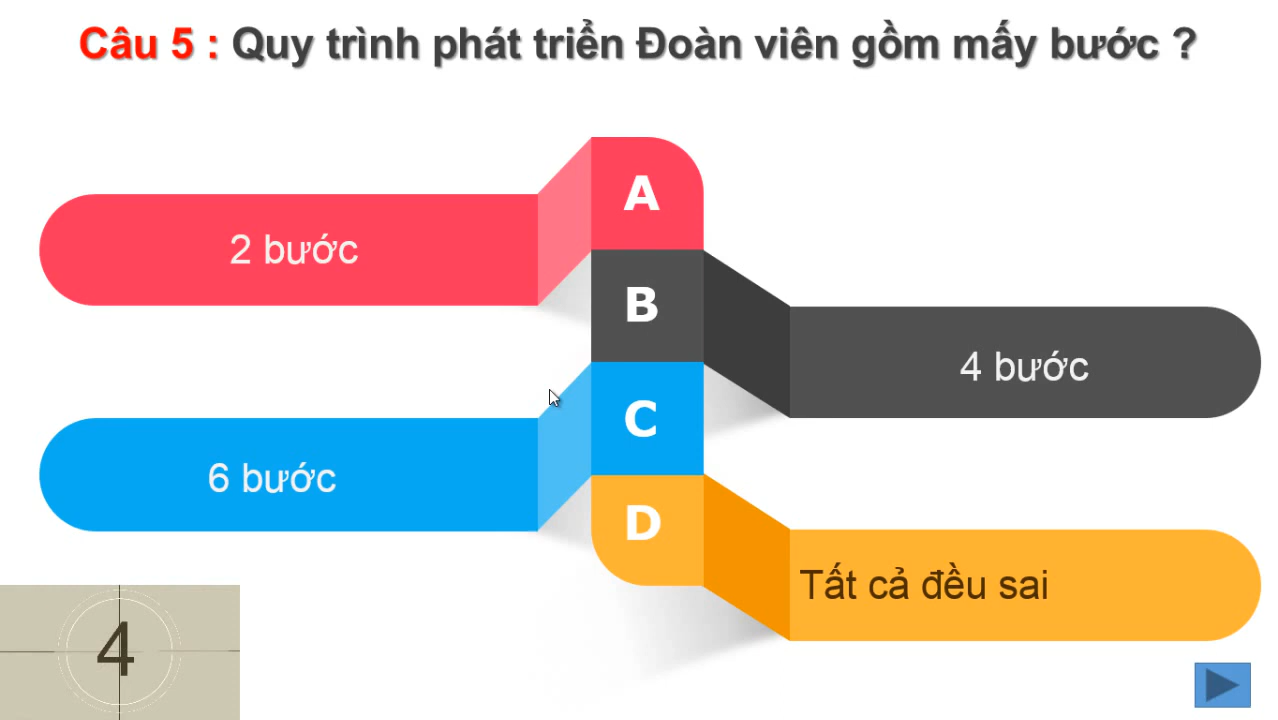 Câu 5 : Quy trình phát triển Đoàn viên gồm mấy bước ?
A
2 bước
B
4 bước
C
6 bước
D
Tất cả đều sai
4